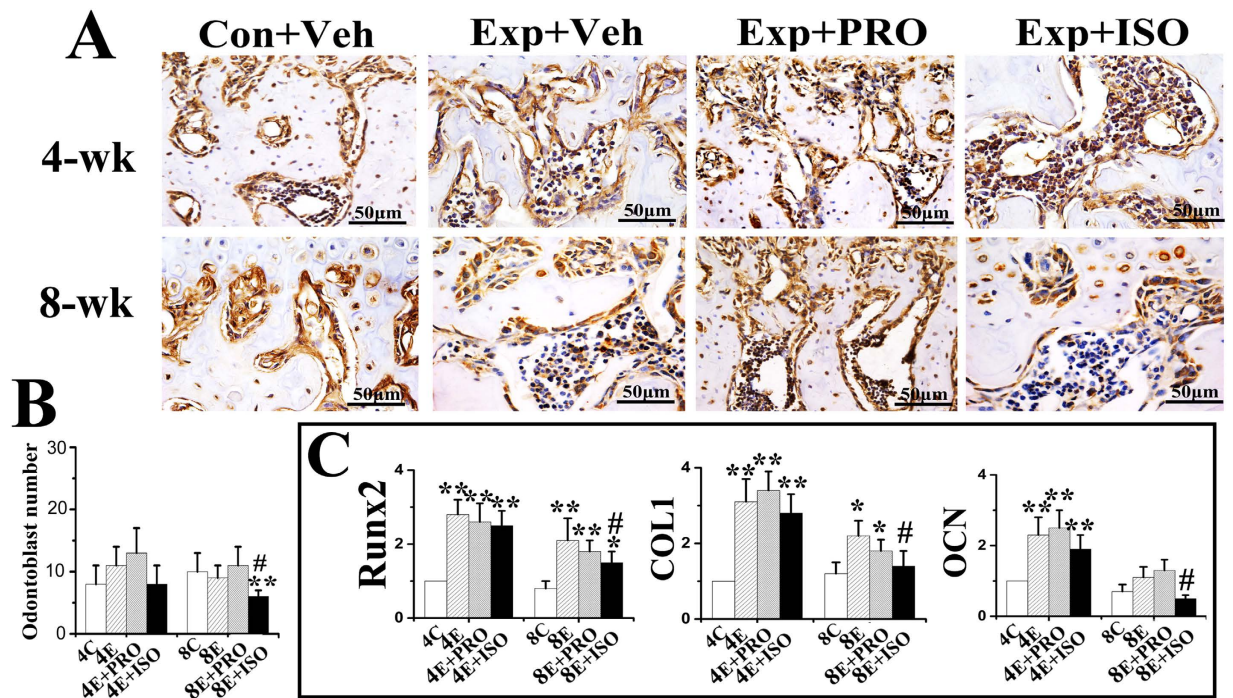 A
Con+Veh Exp+Veh Exp+PRO Exp+ISO
4-wk
50μm 50μm 50μm 50μm
8-wk
50μm 50μm 50μm 50μm
B
Odontoblast number
30
20
10
0
#
**
4C 4E 4E+PRO 4E+ISO 8C 8E 8E+PRO 8E+ISO
C
Runx2
4
2
0
** ** ** ** ** # *
4C 4E 4E+PRO 4E+ISO 8C 8E 8E+PRO 8E+ISO
COL1
4
2
0
** ** ** * * #
4C 4E 4E+PRO 4E+ISO 8C 8E 8E+PRO 8E+ISO
OCN
4
2
0
** ** ** #
4C 4E 4E+PRO 4E+ISO 8C 8E 8E+PRO 8E+ISO